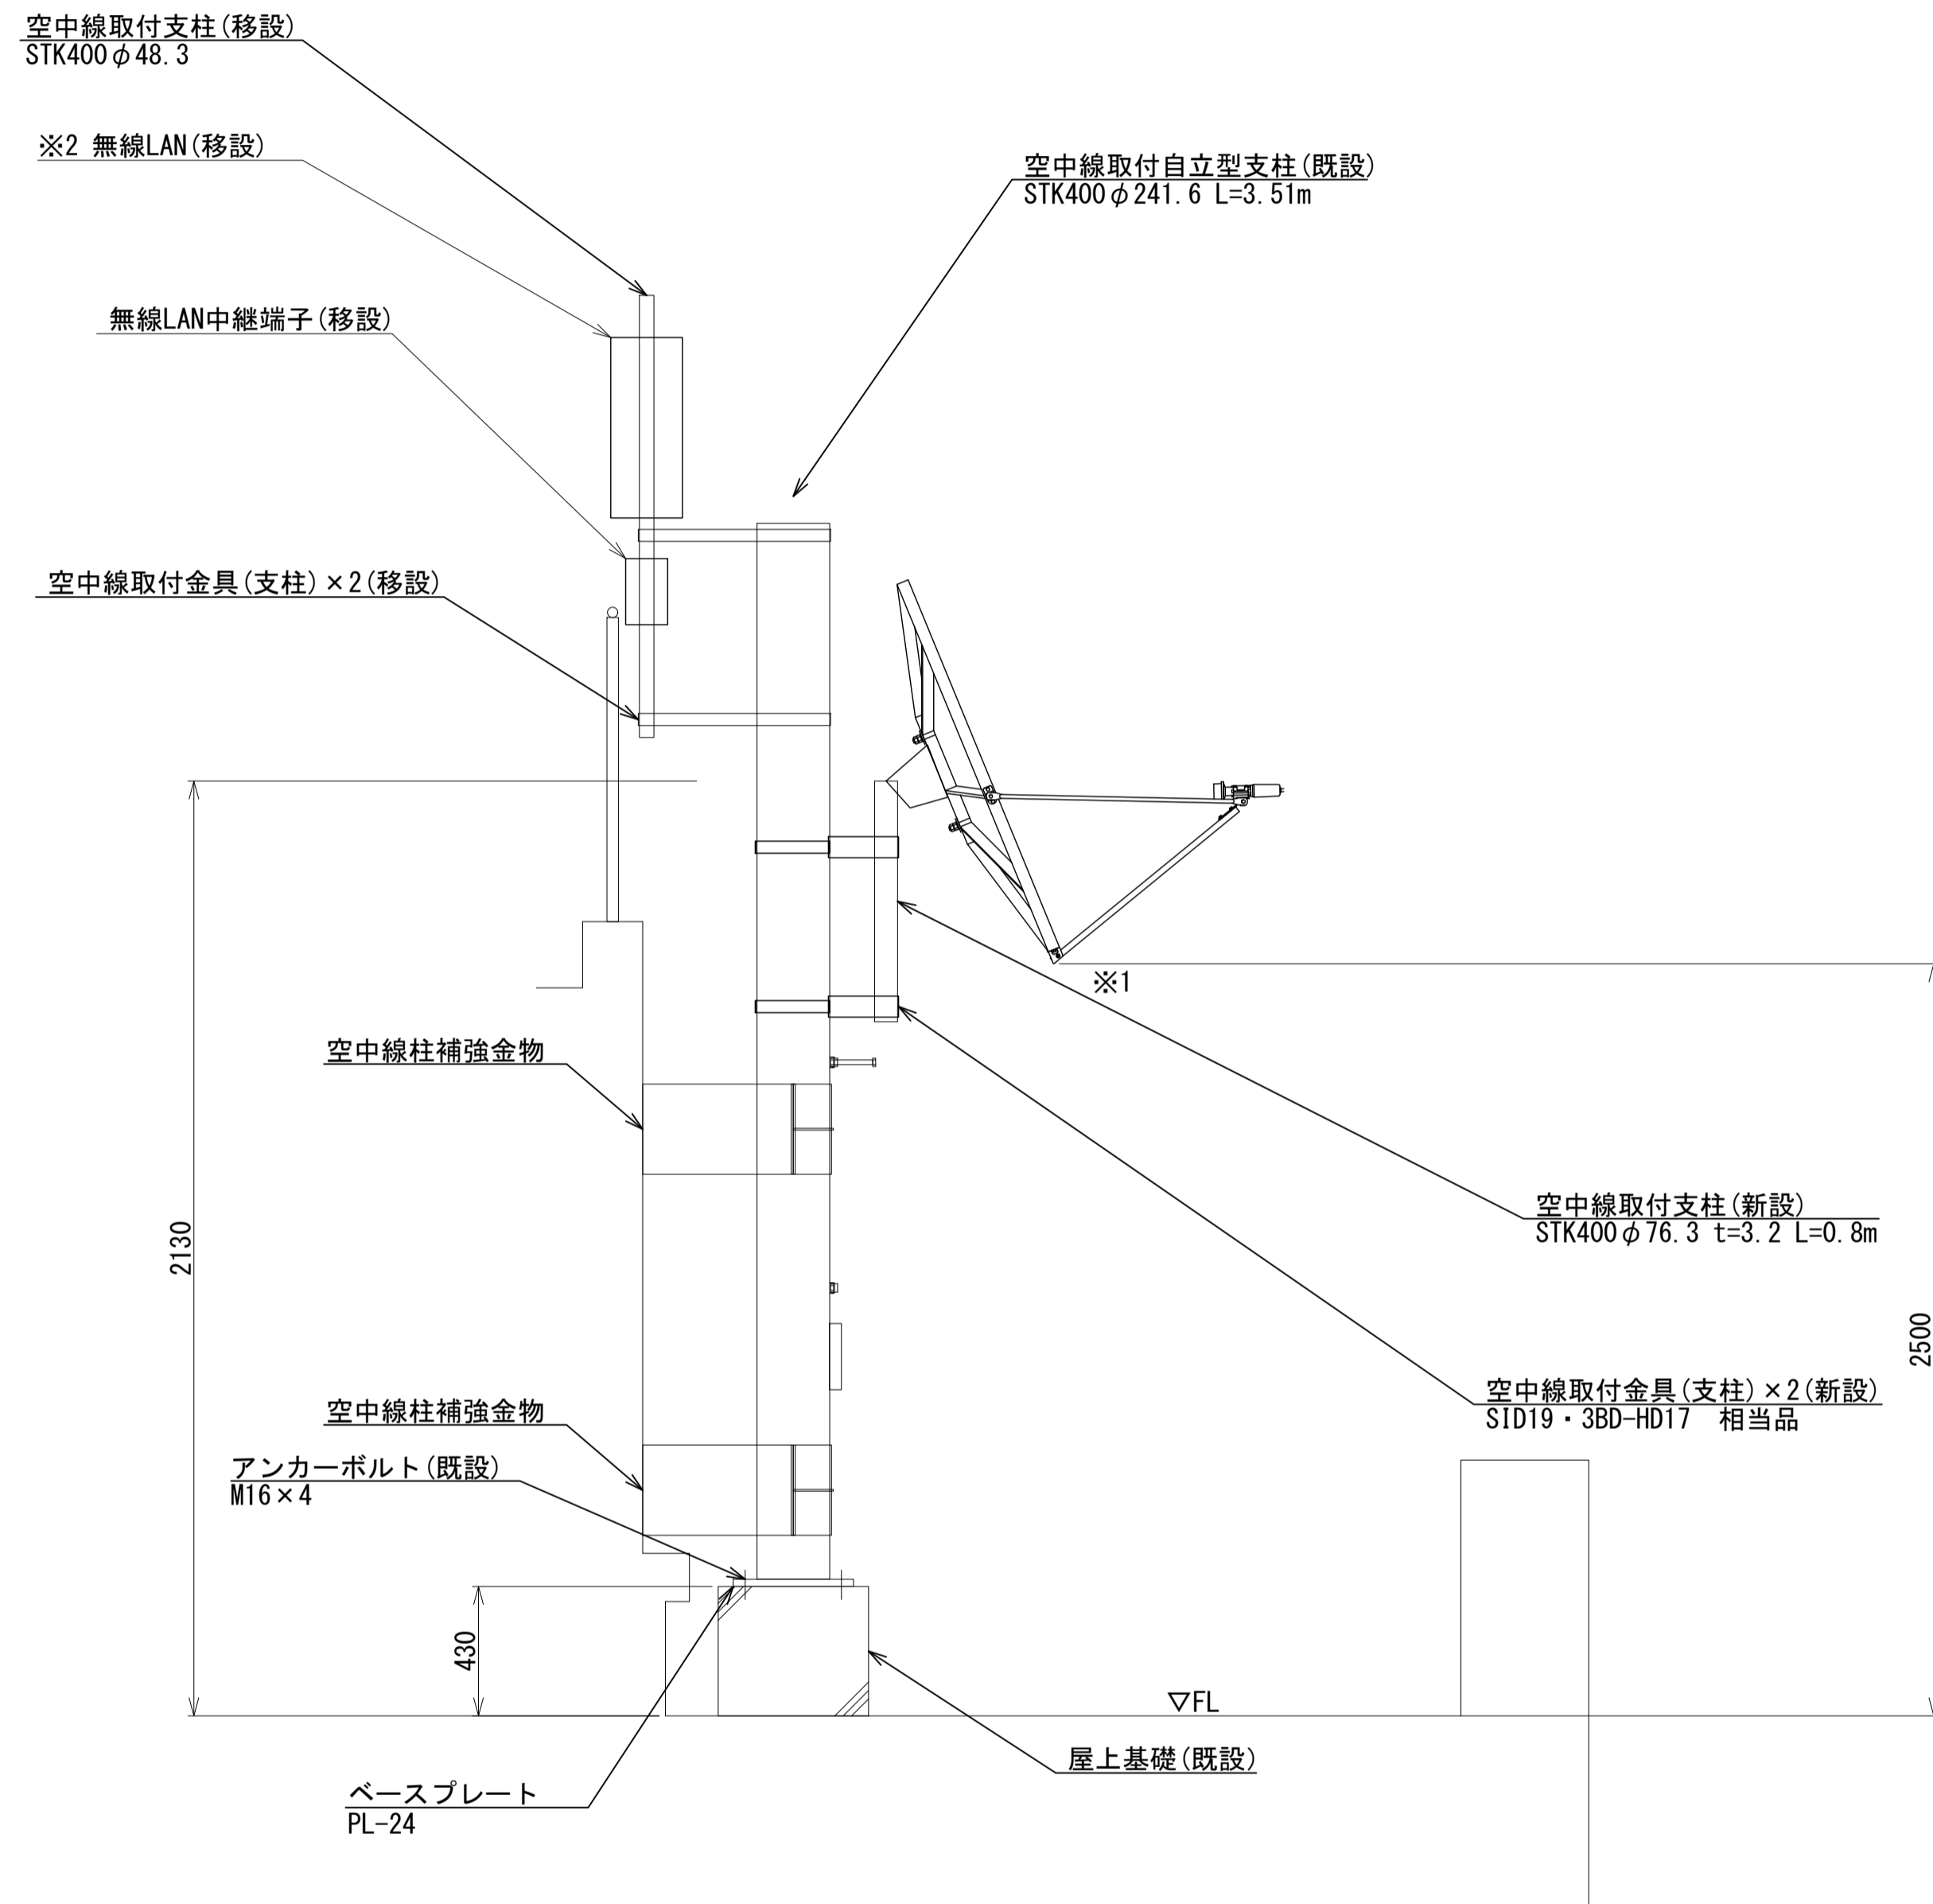 空中線取付支柱(移設)
STK400φ48.3
※2 無線LAN(移設)
空中線取付自立型支柱(既設)
STK400φ241.6 L=3.51m
無線LAN中継端子(移設)
空中線取付金具(支柱)×2(移設)
※1
空中線柱補強金物
空中線取付支柱(新設)
STK400φ76.3 t=3.2 L=0.8m
2130
2500
空中線取付金具(支柱)×2(新設)
SID19・3BD-HD17 相当品
空中線柱補強金物
アンカーボルト(既設)
M16×4
430
▽FL
屋上基礎(既設)
ベースプレート
PL-24